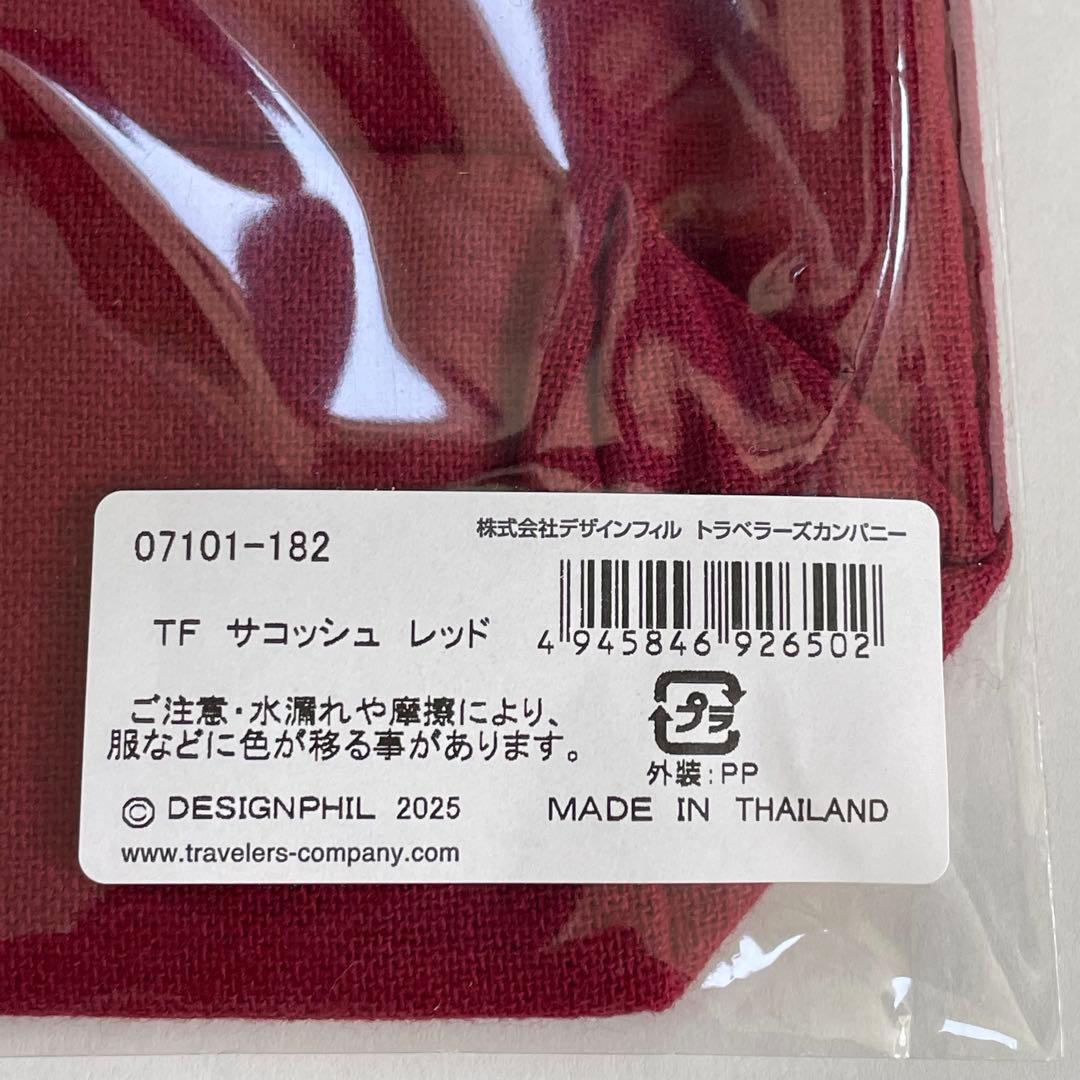 07101-182
株式会社デザインフィル トラベラーズカンパニー
TF サコッシュ レッド
4 945846 926502
ご注意・水漏れや摩擦により、
服などに色が移る事があります。
プラ
外装:PP
© DESIGNPHIL 2025
MADE IN THAILAND
www.travelers-company.com